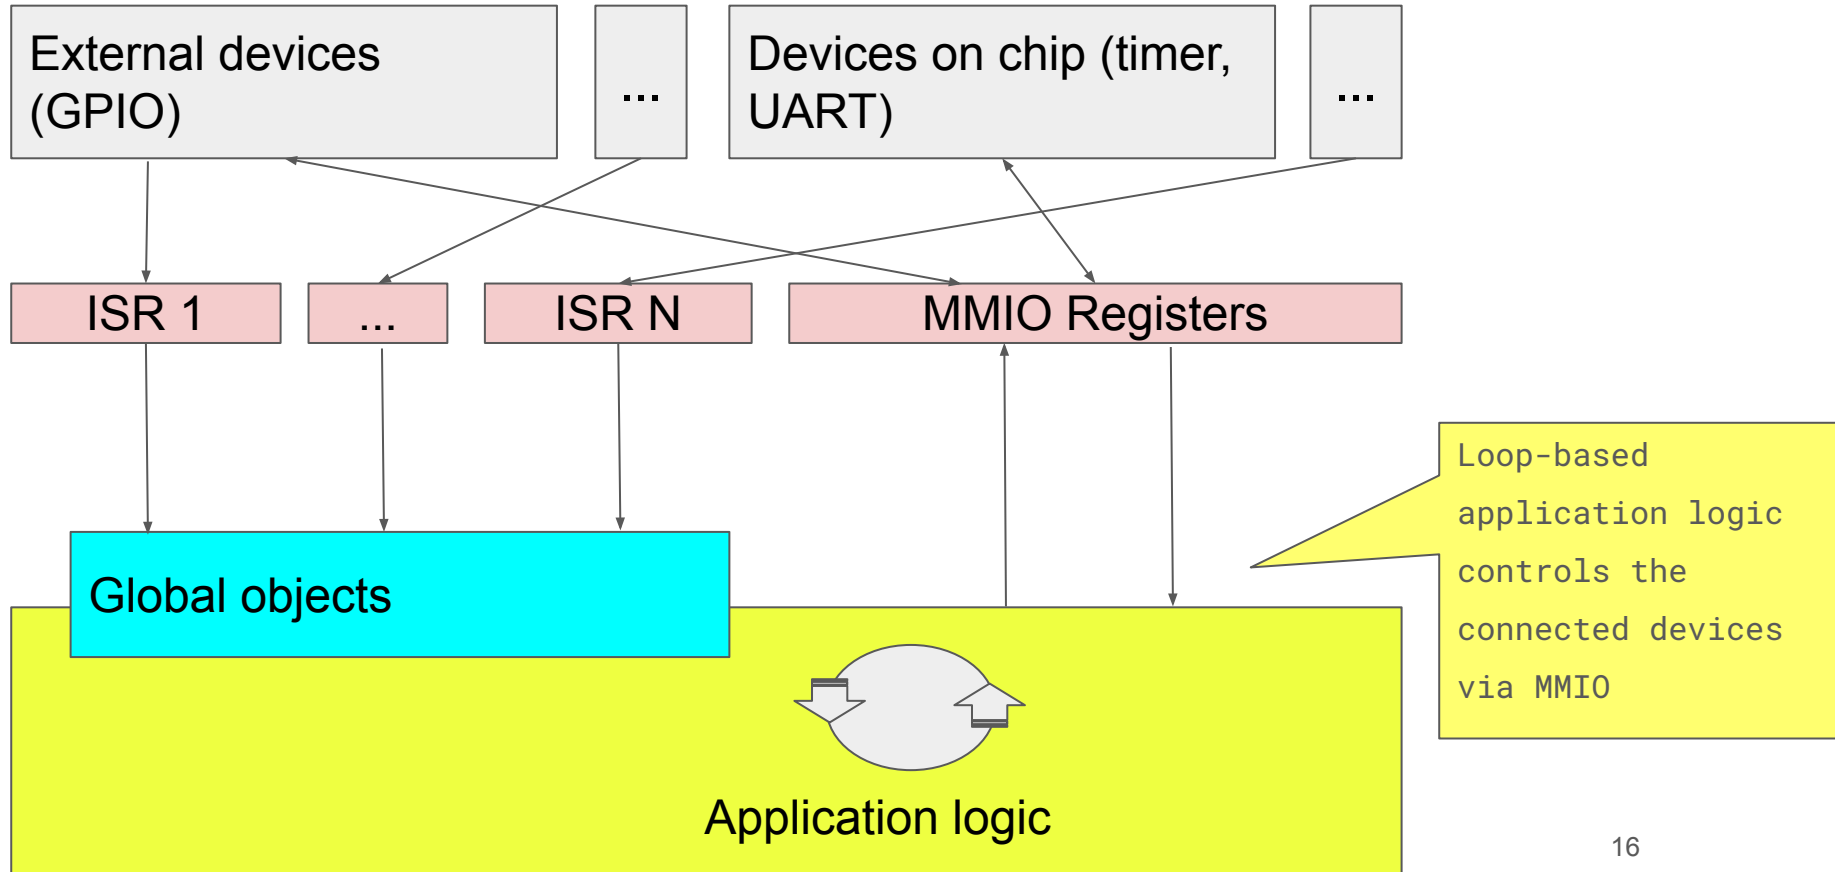 External devices
(GPIO)
...
Devices on chip (timer,
UART)
...
ISR 1
...
ISR N
MMIO Registers
Loop-based
application logic
controls the
connected devices
via MMIO
Global objects
Application logic
16